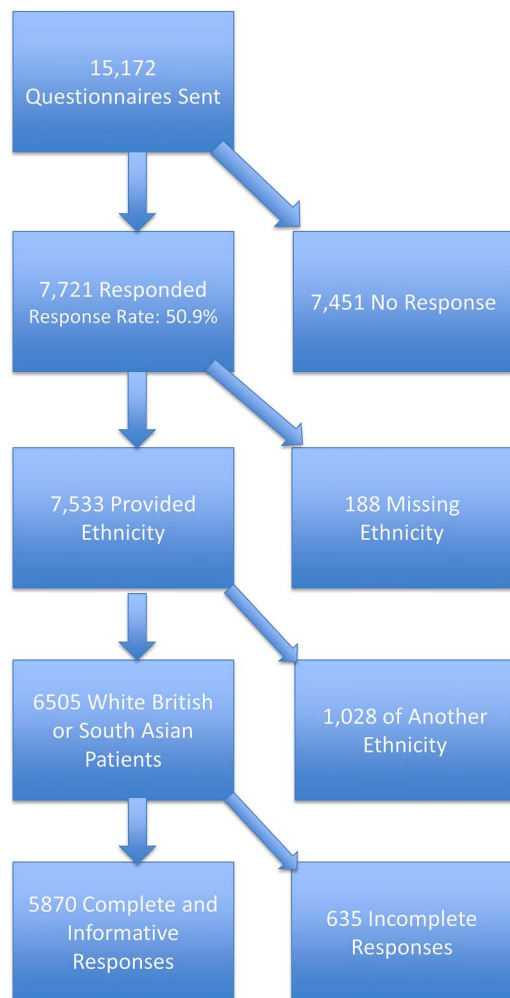 15,172
Questionnaires Sent
7,721 Responded
Response Rate: 50.9%
7,451 No Response
7,533 Provided
Ethnicity
188 Missing
Ethnicity
6505 White British
or South Asian
Patients
1,028 of Another
Ethnicity
5870 Complete and
Informative
Responses
635 Incomplete
Responses